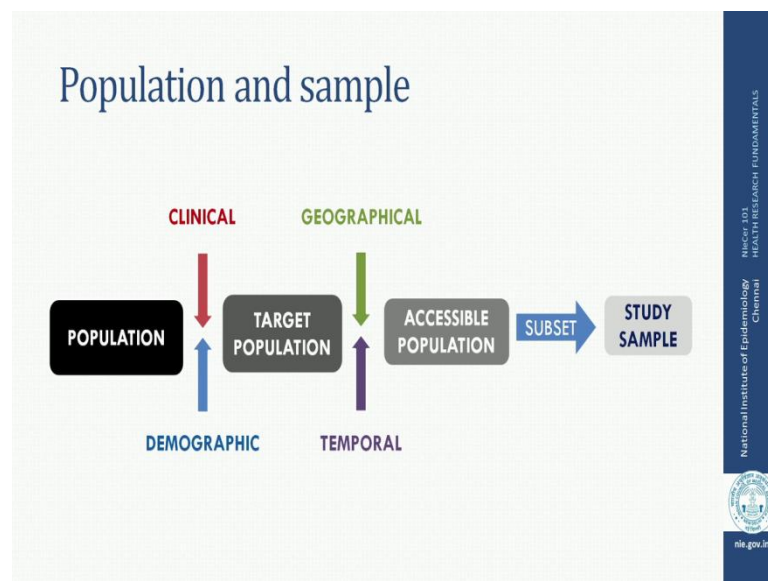 Population and sample
CLINICAL
GEOGRAPHICAL
POPULATION
TARGET
POPULATION
ACCESSIBLE
POPULATION
SUBSET
STUDY
SAMPLE
DEMOGRAPHIC
TEMPORAL
NIeCer 101
HEALTH RESEARCH FUNDAMENTALS
National Institute of Epidemiology
Chennai
nie.gov.in